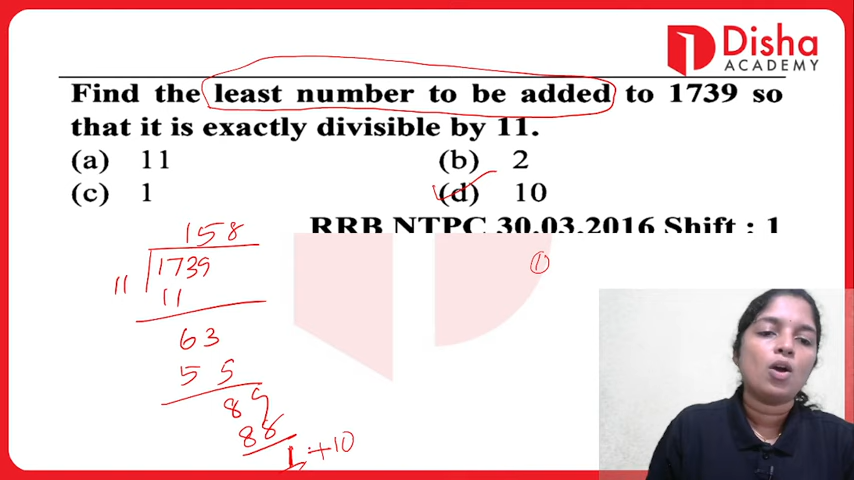 Disha
ACADEMY
Find the least number to be added to 1739 so
that it is exactly divisible by 11.
(a) 11 (b) 2
(c) 1 (d) 10
RRB NTPC 30.03.2016 Shift : 1
158
11 1739
11
63
55
89
88
1 +10
1